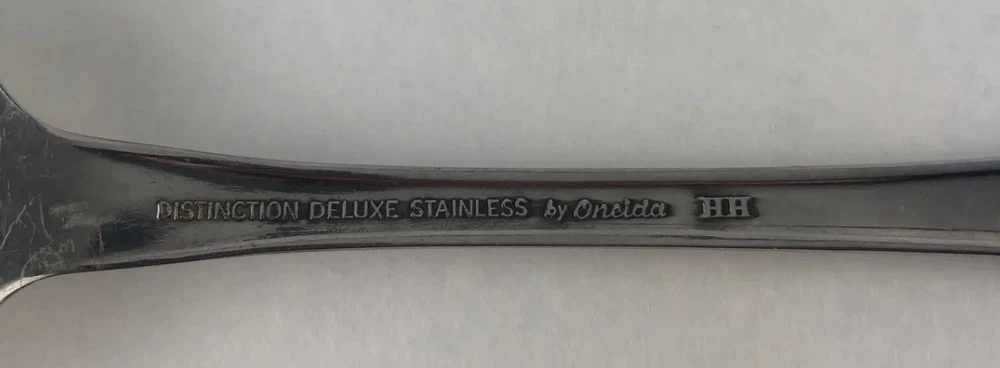 DISTINCTION DELUXE STAINLESS by Oneida HH